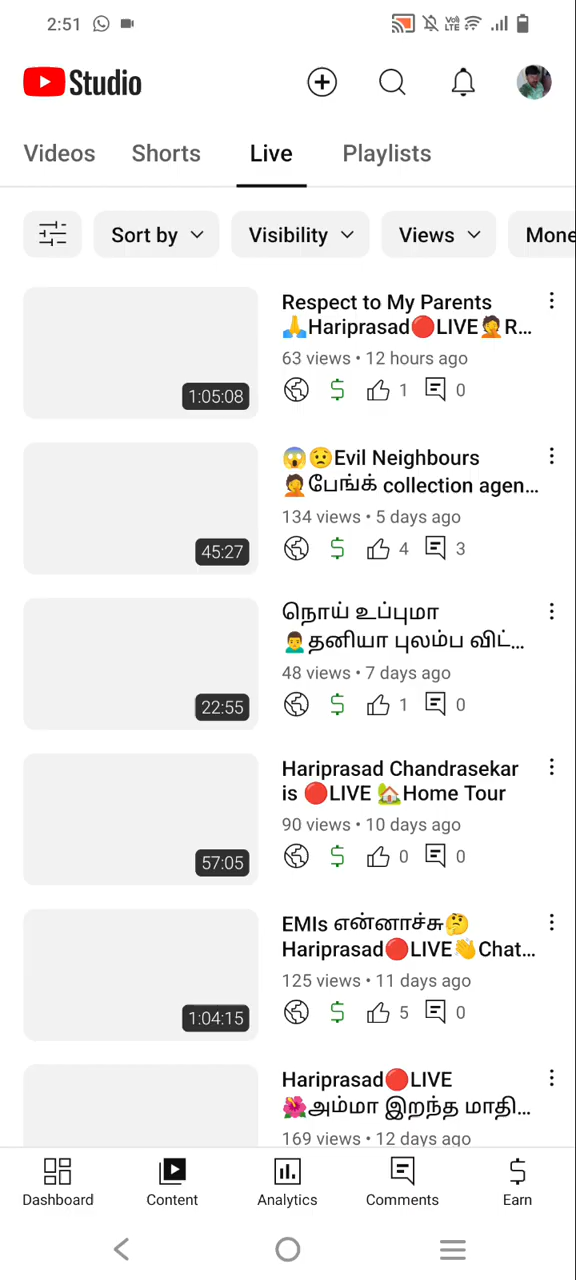 2:51
Vo)) LTE
Studio
Videos Shorts Live Playlists
Sort by Visibility Views Mone
Respect to My Parents
🙏Hariprasad🔴LIVE🤦R...
63 views • 12 hours ago
1:05:08
1 0
😱😟Evil Neighbours
🤦பேங்க் collection agen...
134 views • 5 days ago
45:27
4 3
நொய் உப்புமா
🙍‍♂️தனியா புலம்ப விட்...
48 views • 7 days ago
22:55
1 0
Hariprasad Chandrasekar
is 🔴LIVE 🏡Home Tour
90 views • 10 days ago
57:05
0 0
EMIs என்னாச்சு🤔
Hariprasad🔴LIVE👋Chat...
125 views • 11 days ago
1:04:15
5 0
Hariprasad🔴LIVE
🌺அம்மா இறந்த மாதி...
169 views • 12 days ago
Dashboard Content Analytics Comments Earn